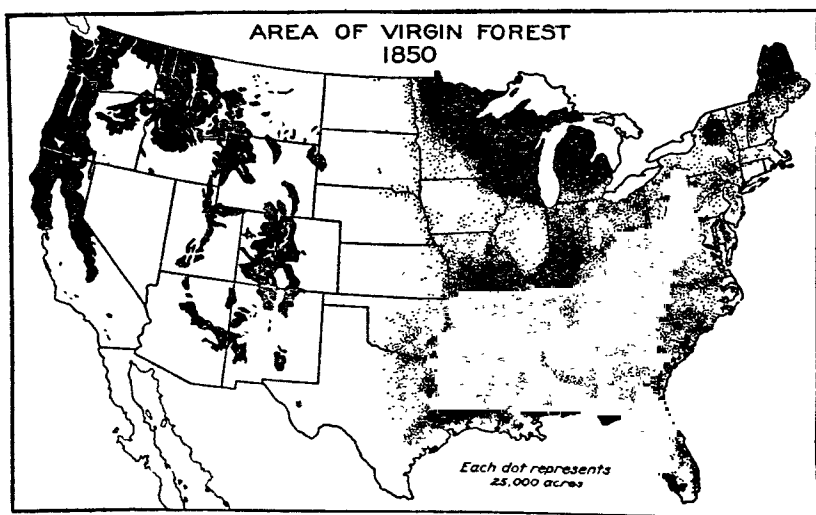 AREA OF VIRGIN FOREST
1850
Each dot represents
25,000 acres